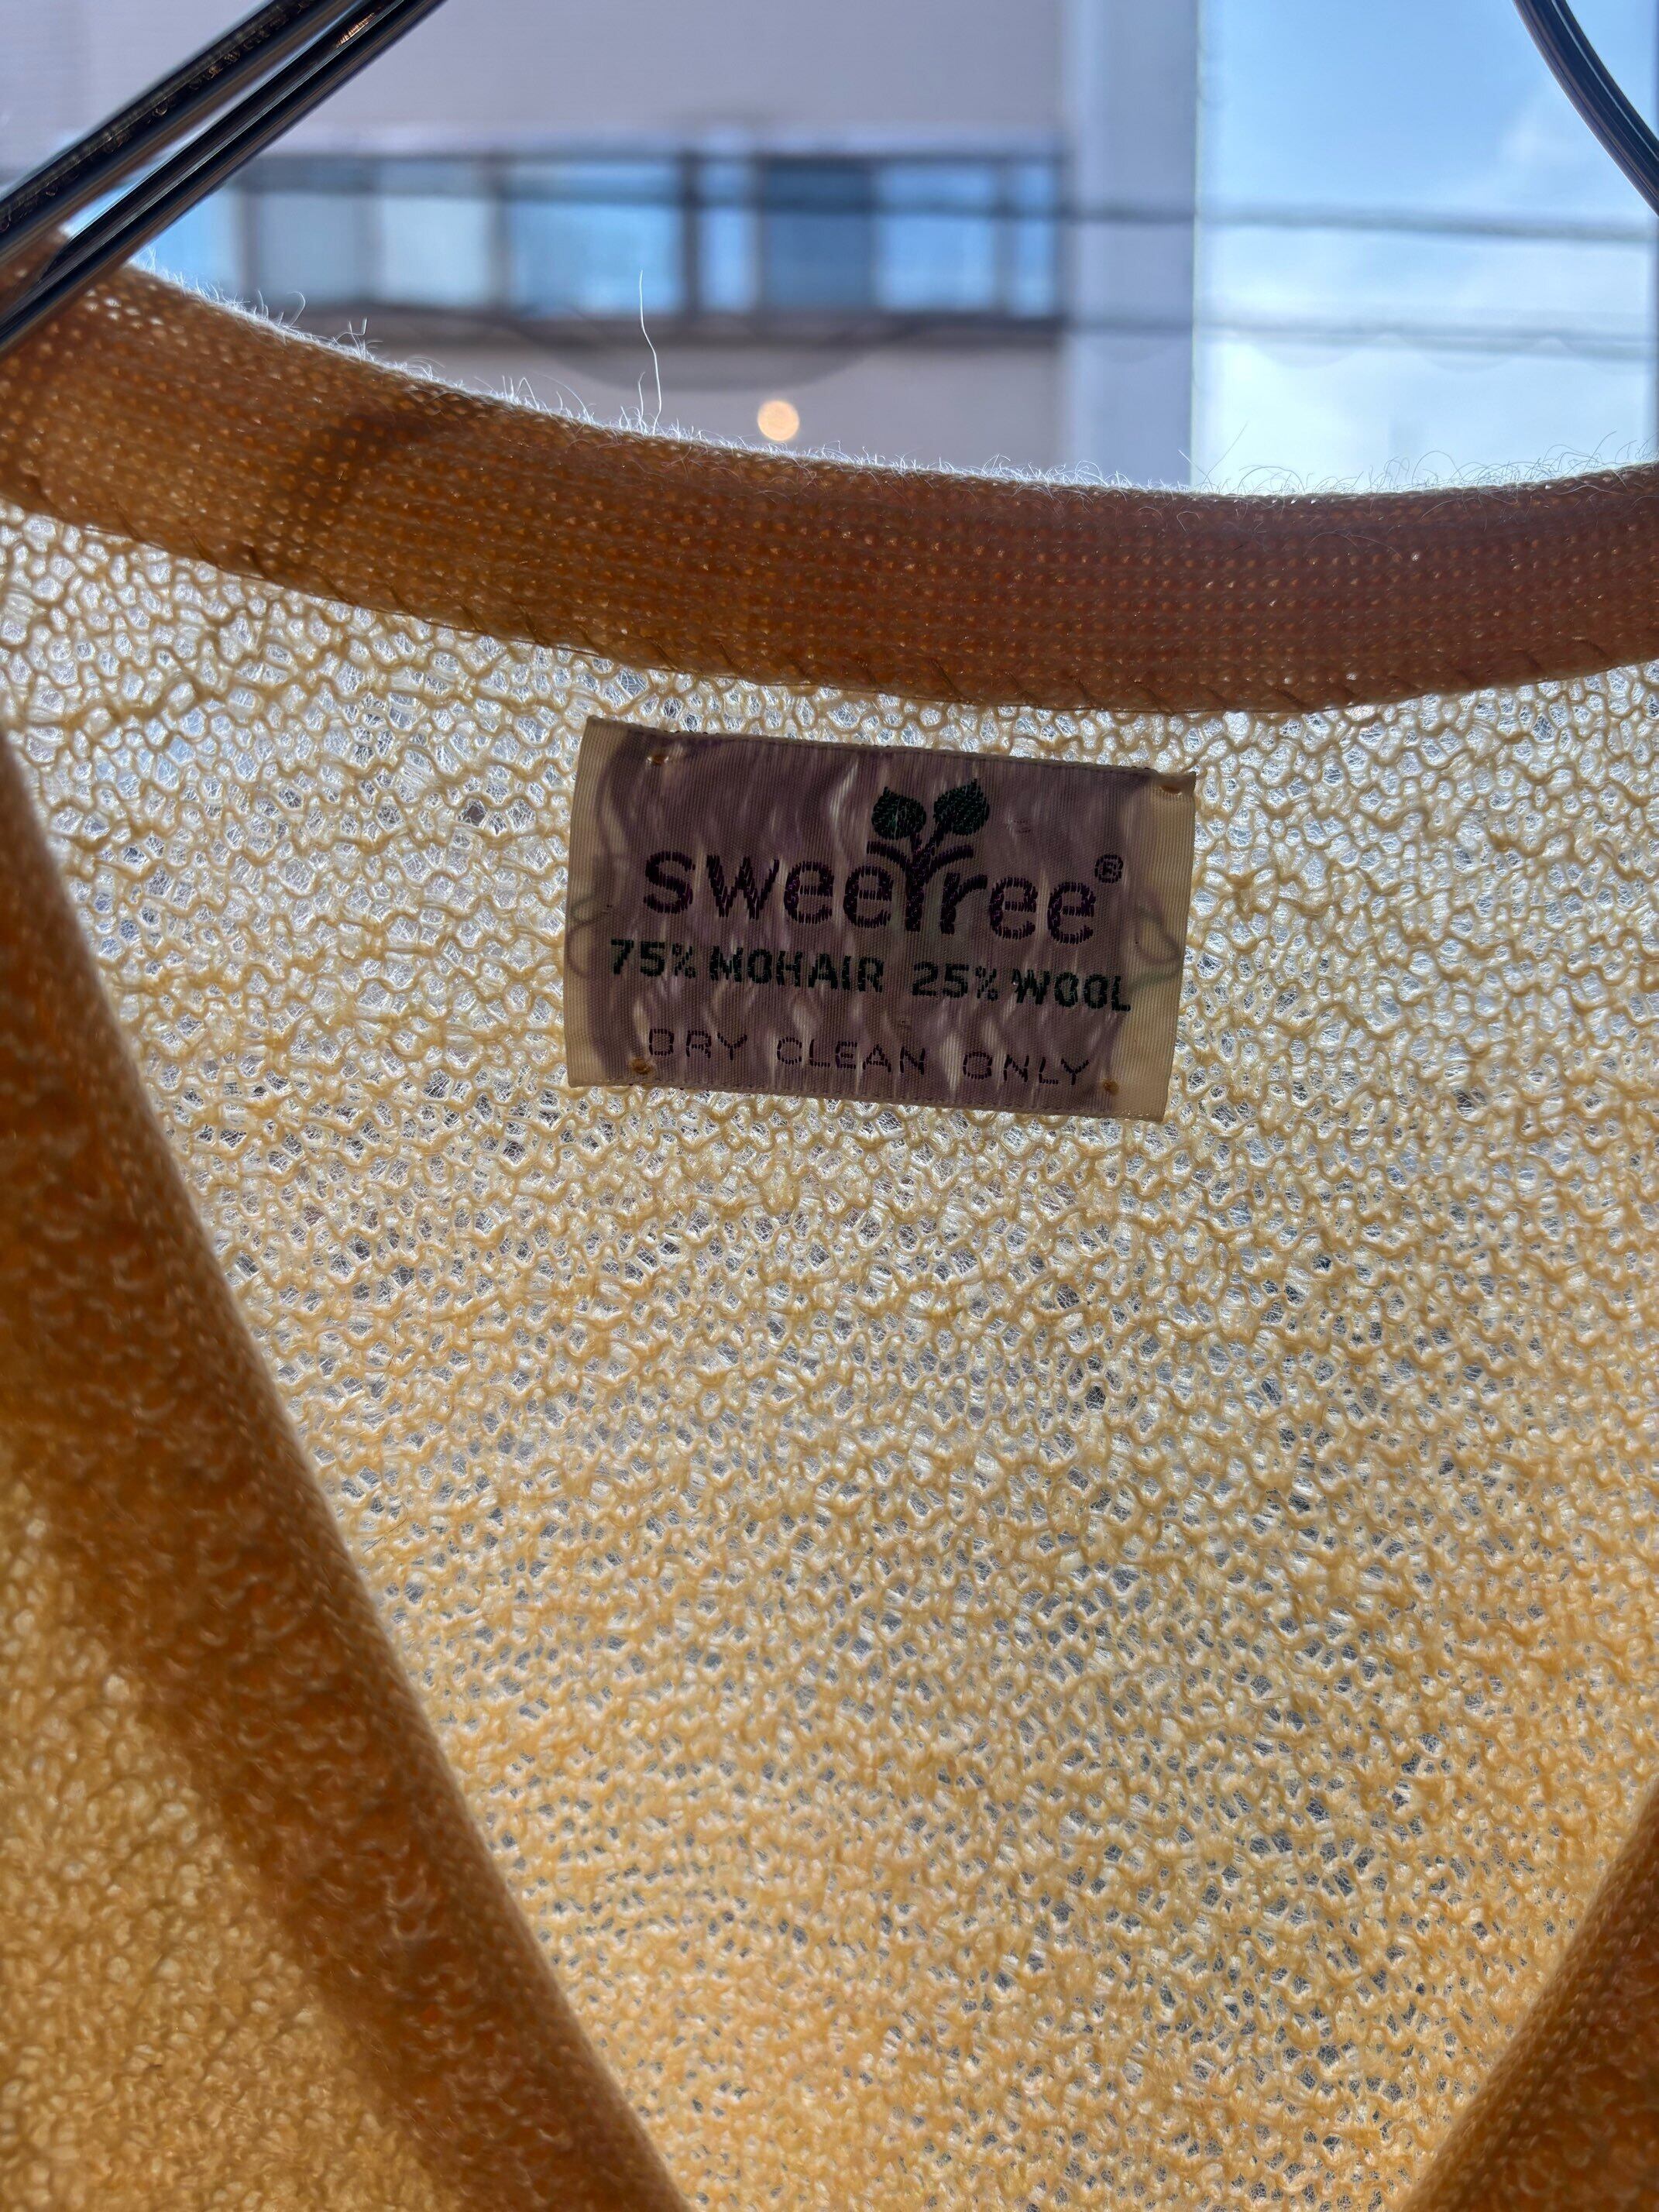 sweeTree®
75% MOHAIR 25% WOOL
DRY CLEAN ONLY